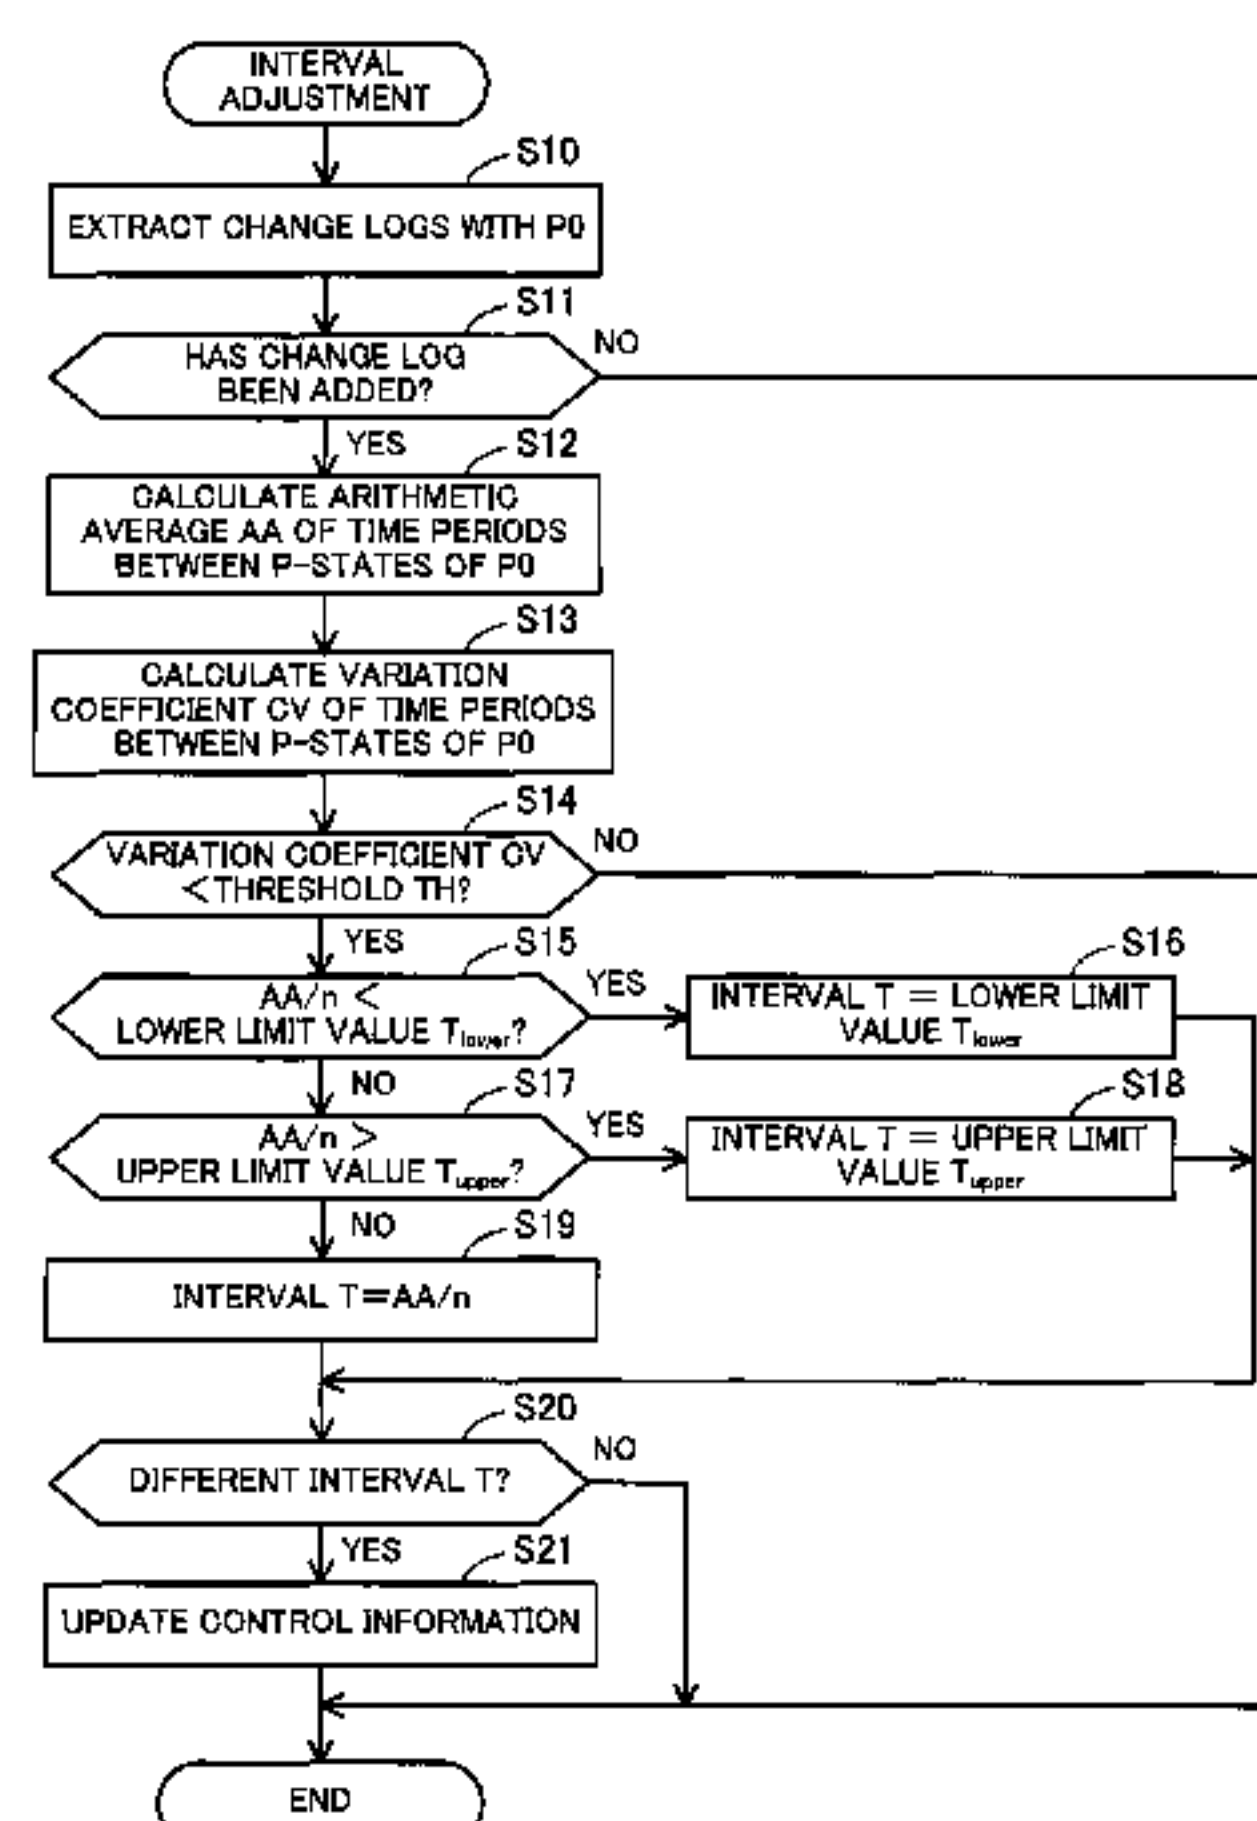 INTERVAL
ADJUSTMENT
S10
EXTRACT CHANGE LOGS WITH P0
S11
HAS CHANGE LOG
BEEN ADDED?
NO
YES
S12
CALCULATE ARITHMETIC
AVERAGE AA OF TIME PERIODS
BETWEEN P-STATES OF P0
S13
CALCULATE VARIATION
COEFFICIENT CV OF TIME PERIODS
BETWEEN P-STATES OF P0
S14
VARIATION COEFFICIENT CV
<THRESHOLD TH?
NO
YES
S15
AA/n <
LOWER LIMIT VALUE Tlower?
YES
S16
INTERVAL T = LOWER LIMIT
VALUE Tlower
NO
S17
AA/n >
UPPER LIMIT VALUE Tupper?
YES
S18
INTERVAL T = UPPER LIMIT
VALUE Tupper
NO
S19
INTERVAL T=AA/n
S20
DIFFERENT INTERVAL T?
NO
YES
S21
UPDATE CONTROL INFORMATION
END